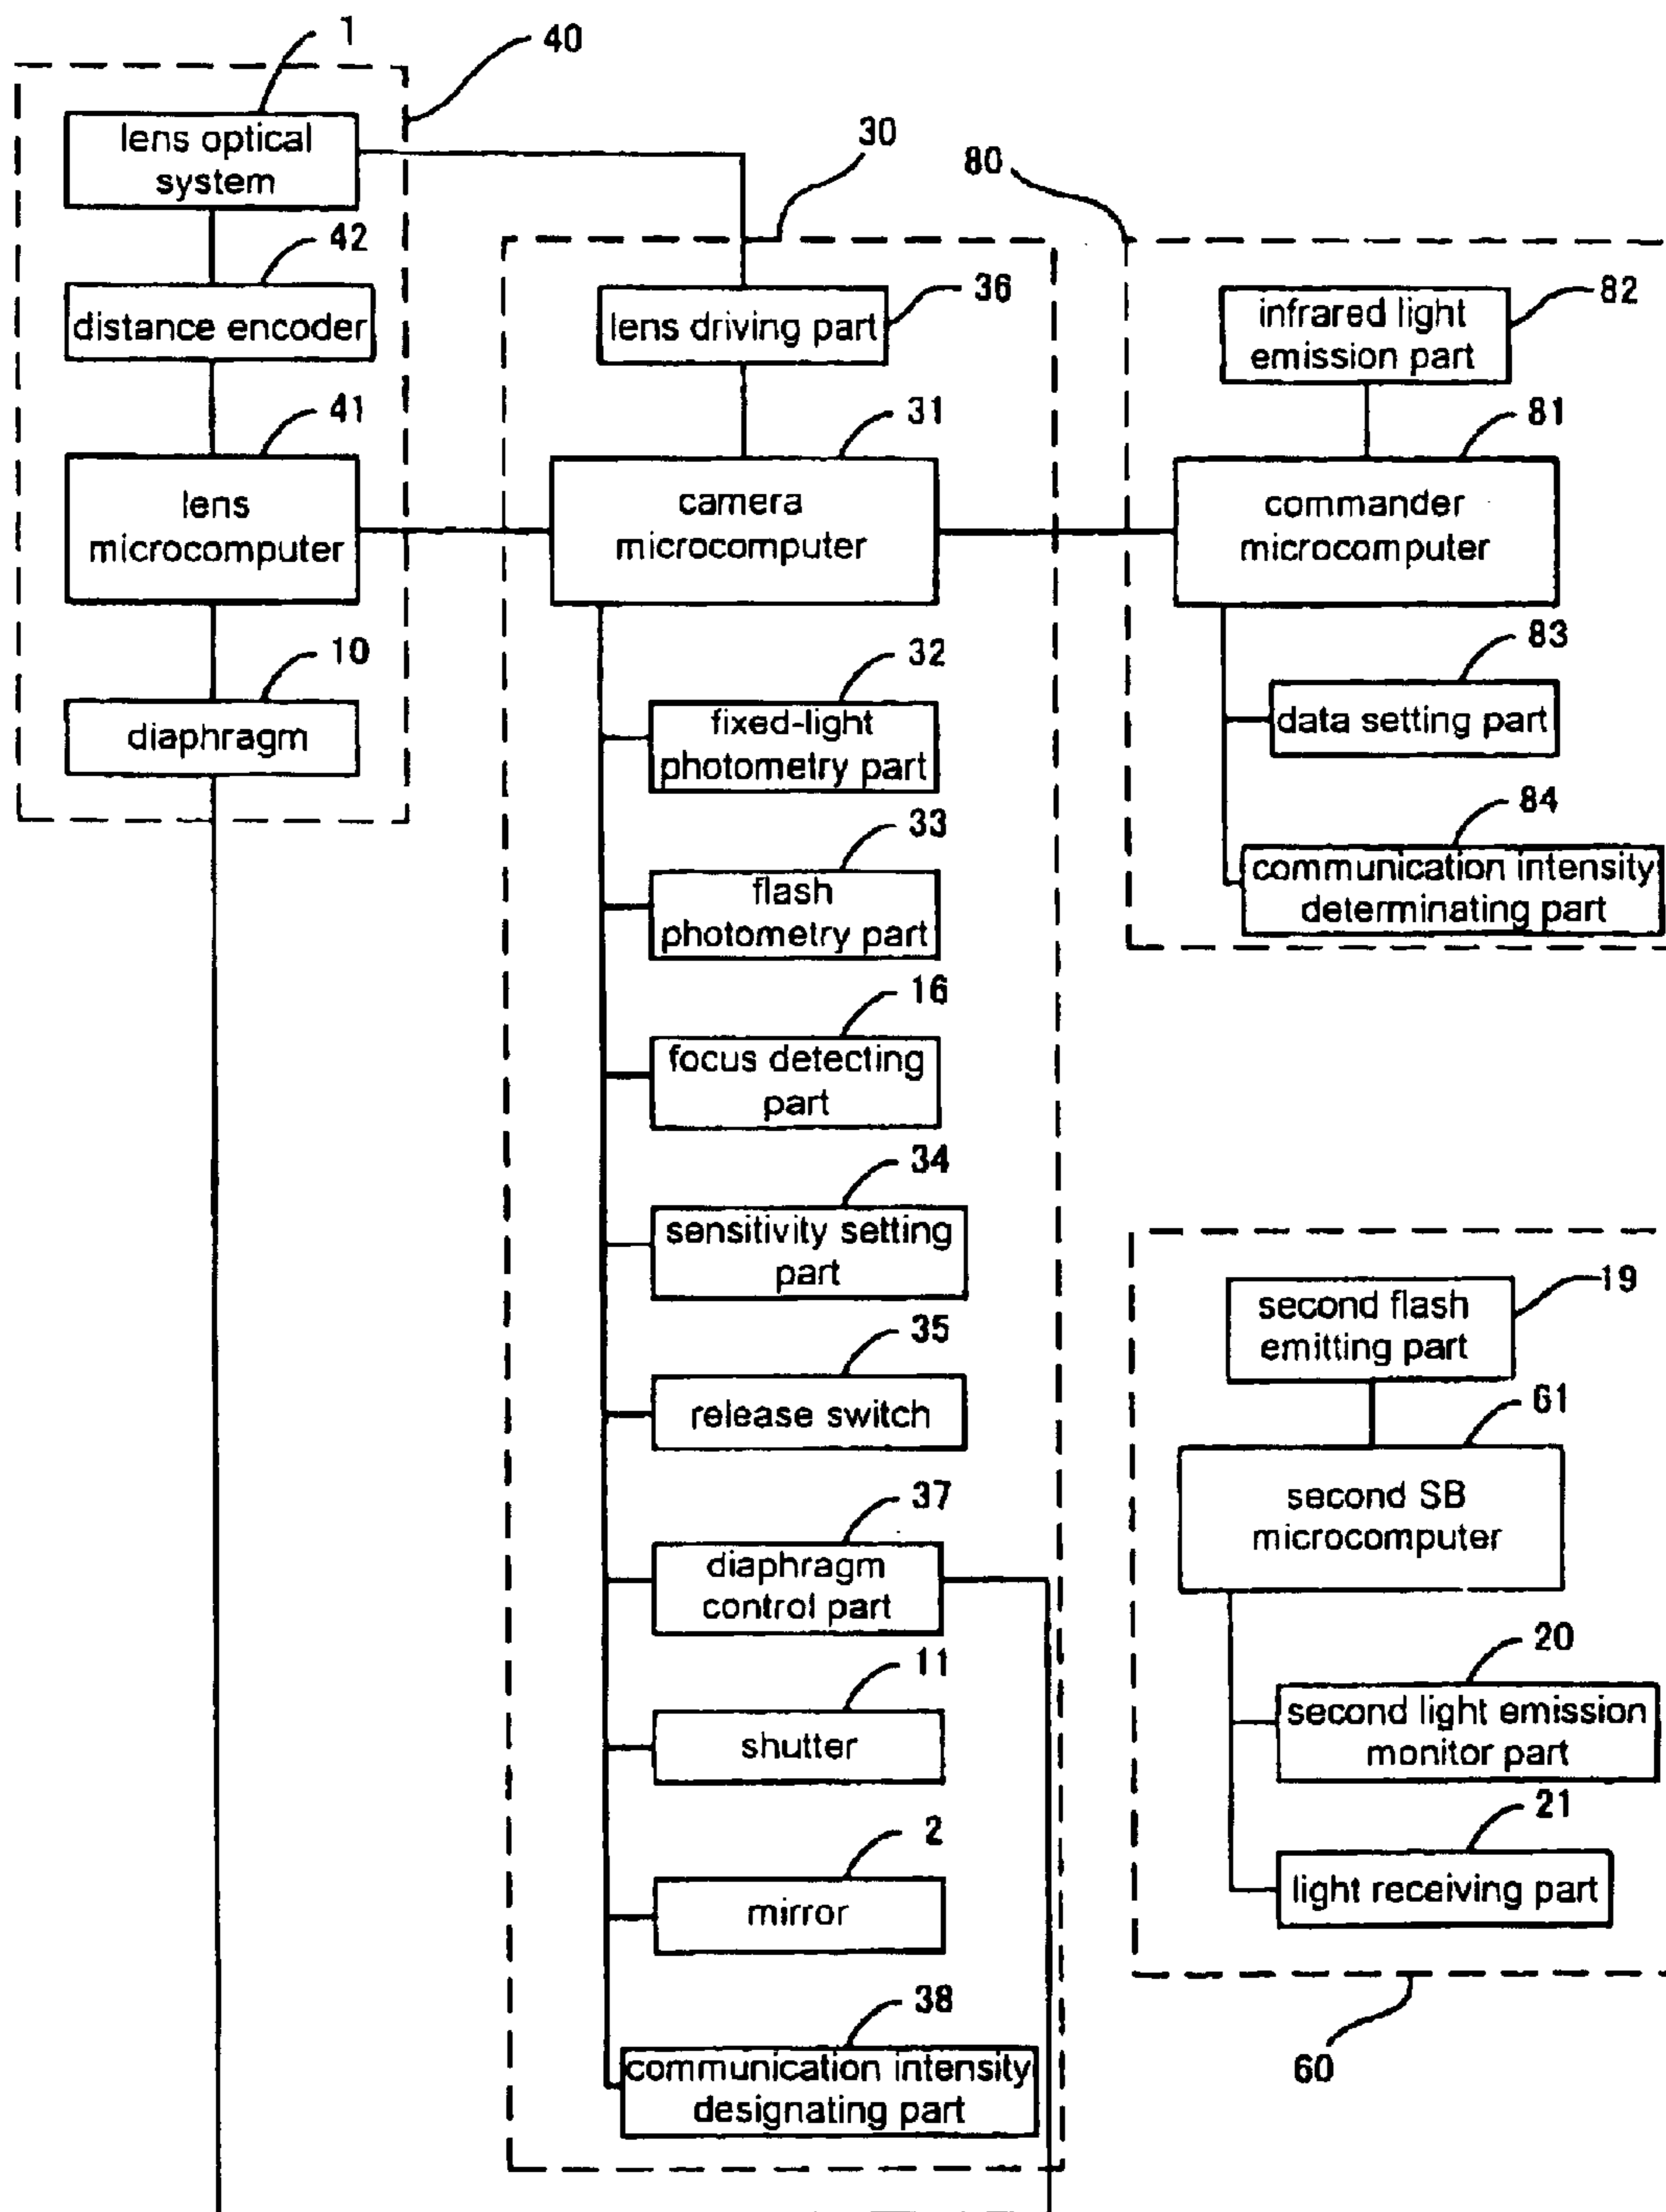 1
40
lens optical
system
42
distance encoder
41
lens
microcomputer
10
diaphragm
30
36
lens driving part
31
camera
microcomputer
32
fixed-light
photometry part
33
flash
photometry part
16
focus detecting
part
34
sensitivity setting
part
35
release switch
37
diaphragm
control part
11
shutter
2
mirror
38
communication intensity
designating part
80
82
infrared light
emission part
81
commander
microcomputer
83
data setting part
84
communication intensity
determinating part
19
second flash
emitting part
61
second SB
microcomputer
20
second light emission
monitor part
21
light receiving part
60